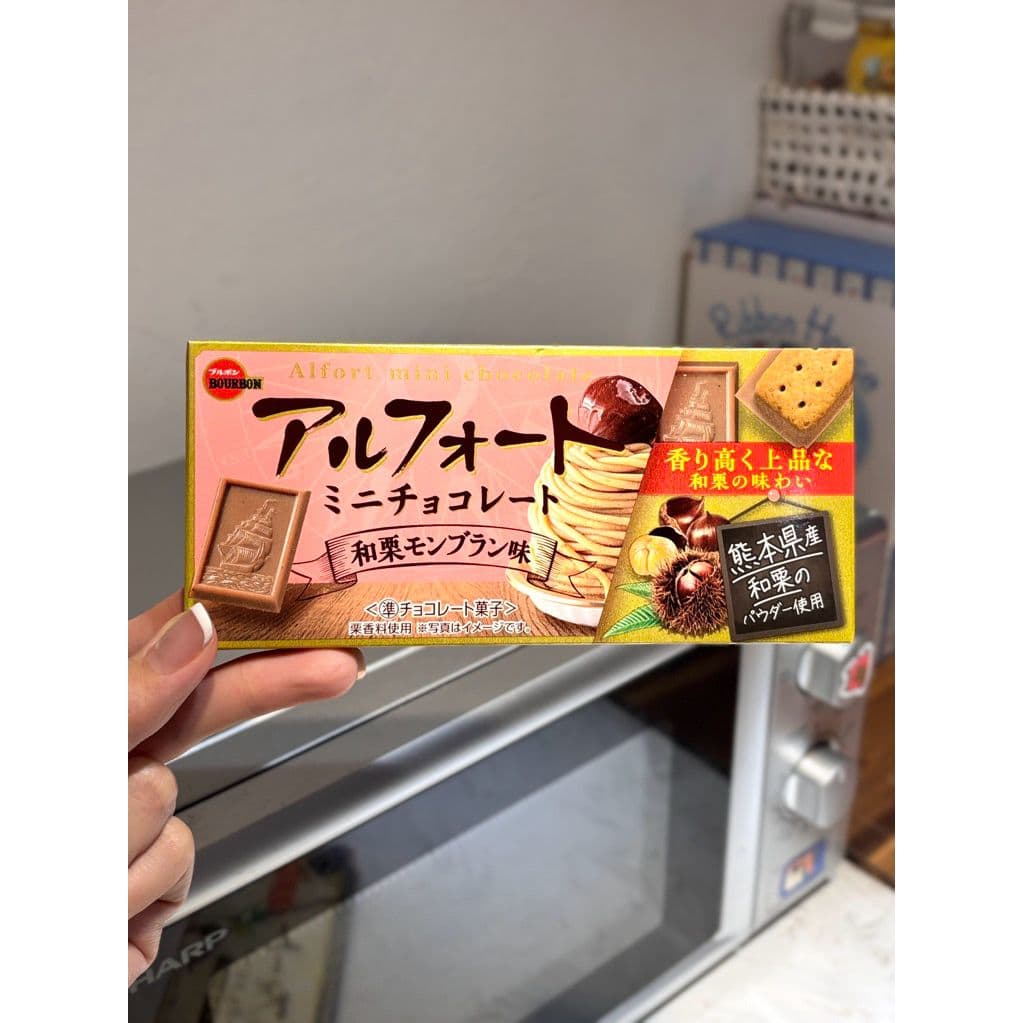 ブルボン
BOURBON
Alfort mini chocolate
アルフォート
ミニチョコレート
和栗モンブラン味
<準チョコレート菓子>
栗香料使用 ※写真はイメージです。
香り高く上品な
和栗の味わい
熊本県産
和栗の
パウダー使用
Ribbon
HARP